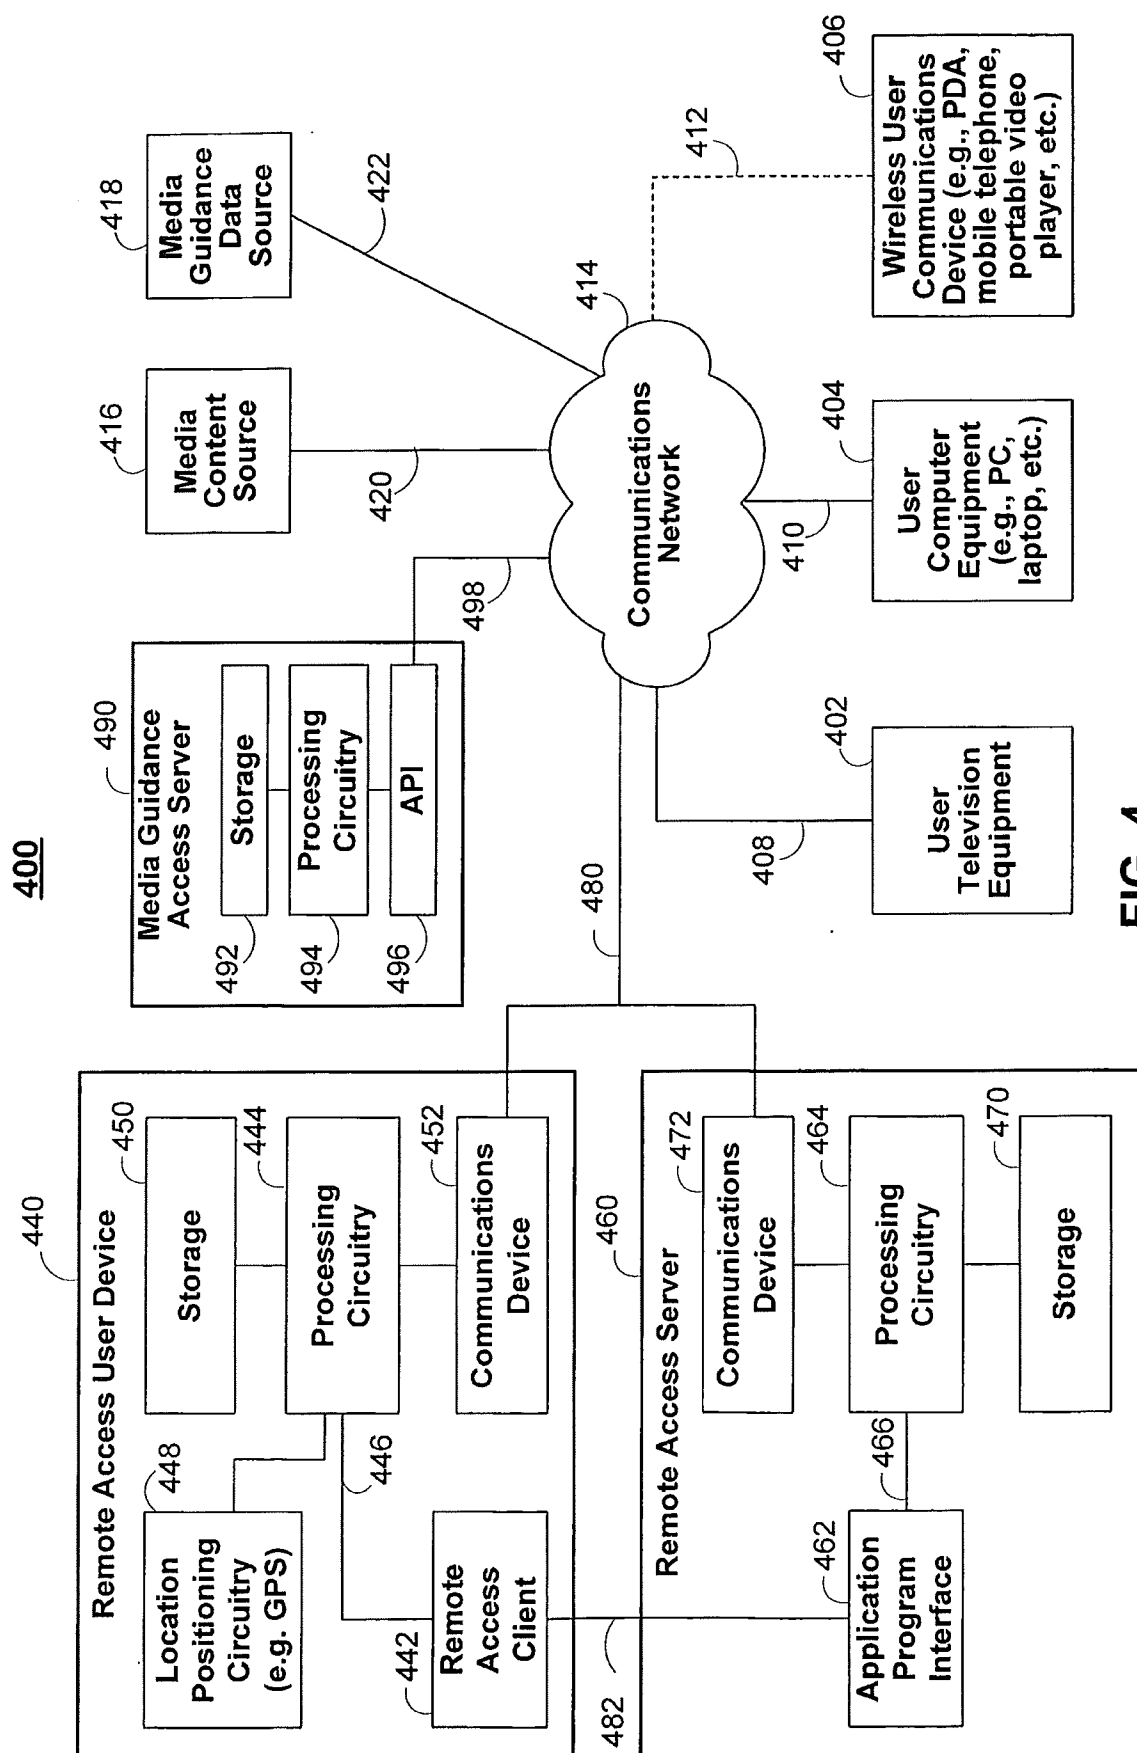 400
Remote Access User Device
440
Location
Positioning
Circuitry
(e.g. GPS)
448
Storage
450
Processing
Circuitry
444
446
Remote
Access
Client
442
Communications
Device
452
482
Remote Access Server
460
Communications
Device
472
Processing
Circuitry
464
466
Application
Program
Interface
462
Storage
470
480
Media Guidance
Access Server
490
Storage
492
Processing
Circuitry
494
API
496
498
Media
Content
Source
416
420
Media
Guidance
Data
Source
418
422
Communications
Network
414
User
Television
Equipment
402
408
User
Computer
Equipment
(e.g., PC,
laptop, etc.)
404
410
Wireless User
Communications
Device (e.g., PDA,
mobile telephone,
portable video
player, etc.)
406
412
FIG. 4